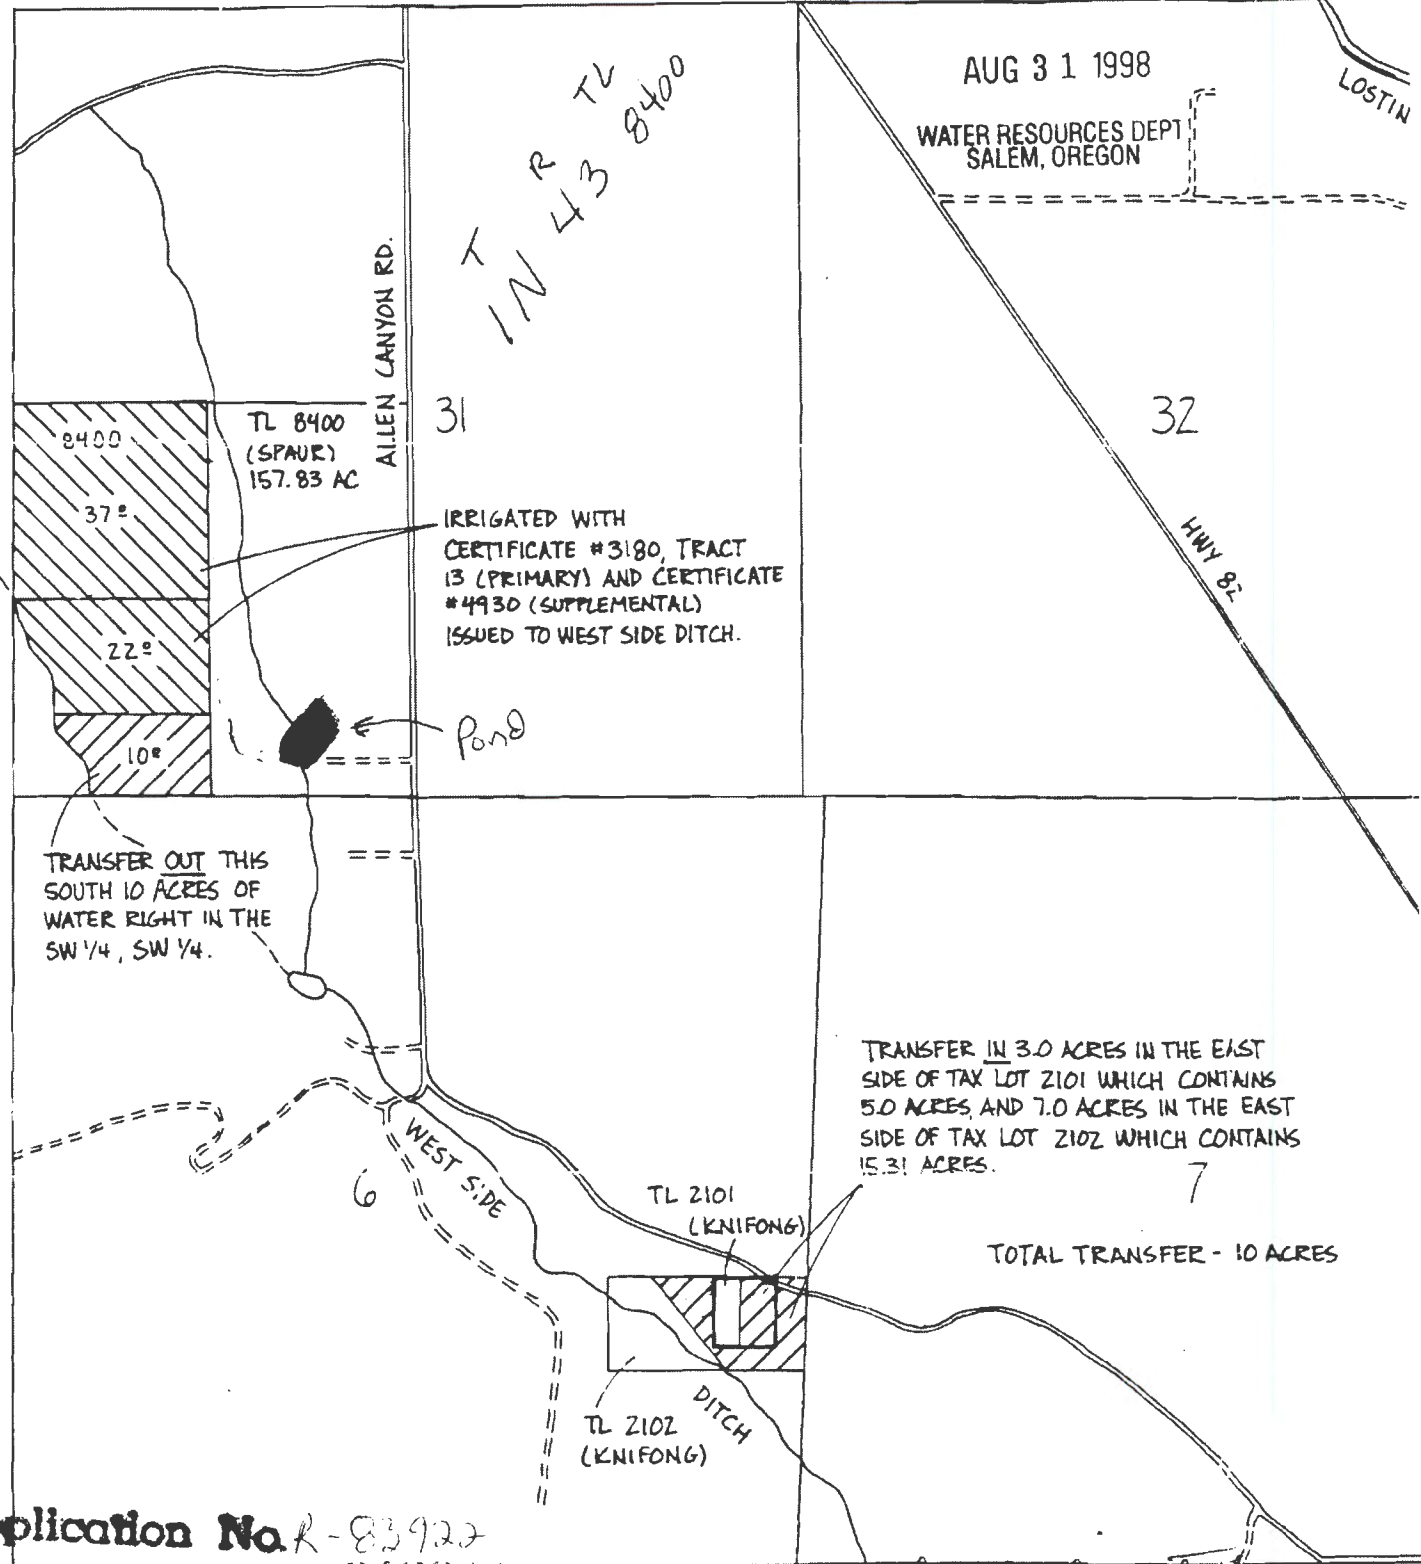 AUG 31 1998
WATER RESOURCES DEPT
SALEM, OREGON
LOSTIN
T R TL
1N 43 8400
ALLEN CANYON RD.
31
32
HWY 82
8400
37⁰
22⁰
10⁰
TL 8400
(SPAUR)
157.83 AC
IRRIGATED WITH
CERTIFICATE #3180, TRACT
13 (PRIMARY) AND CERTIFICATE
#4930 (SUPPLEMENTAL)
ISSUED TO WEST SIDE DITCH.
Pond
TRANSFER OUT THIS
SOUTH 10 ACRES OF
WATER RIGHT IN THE
SW 1/4, SW 1/4.
TRANSFER IN 3.0 ACRES IN THE EAST
SIDE OF TAX LOT 2101 WHICH CONTAINS
5.0 ACRES, AND 7.0 ACRES IN THE EAST
SIDE OF TAX LOT 2102 WHICH CONTAINS
15.31 ACRES.
6
7
WEST SIDE
TL 2101
(KNIFONG)
TOTAL TRANSFER - 10 ACRES
DITCH
TL 2102
(KNIFONG)
plication No. R-83922